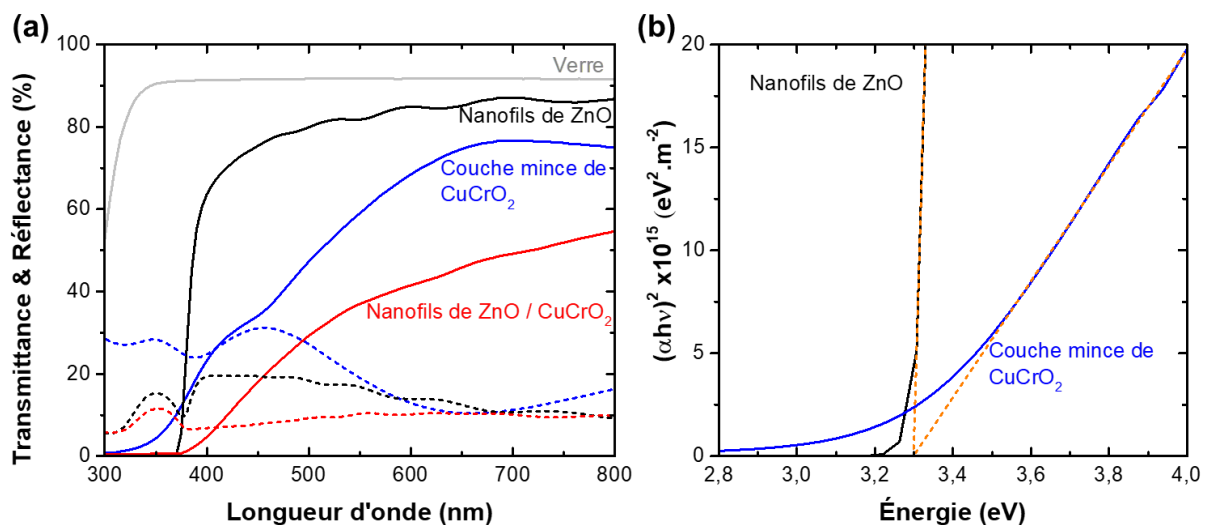 (a)
Transmittance & Réflectance (%)
100
80
60
40
20
0
300
400
500
600
700
800
Longueur d'onde (nm)
Verre
Nanofils de ZnO
Couche mince de
CuCrO₂
Nanofils de ZnO / CuCrO₂
(b)
(αhν)² x10¹⁵ (eV².m⁻²)
20
15
10
5
0
2,8
3,0
3,2
3,4
3,6
3,8
4,0
Énergie (eV)
Nanofils de ZnO
Couche mince de
CuCrO₂